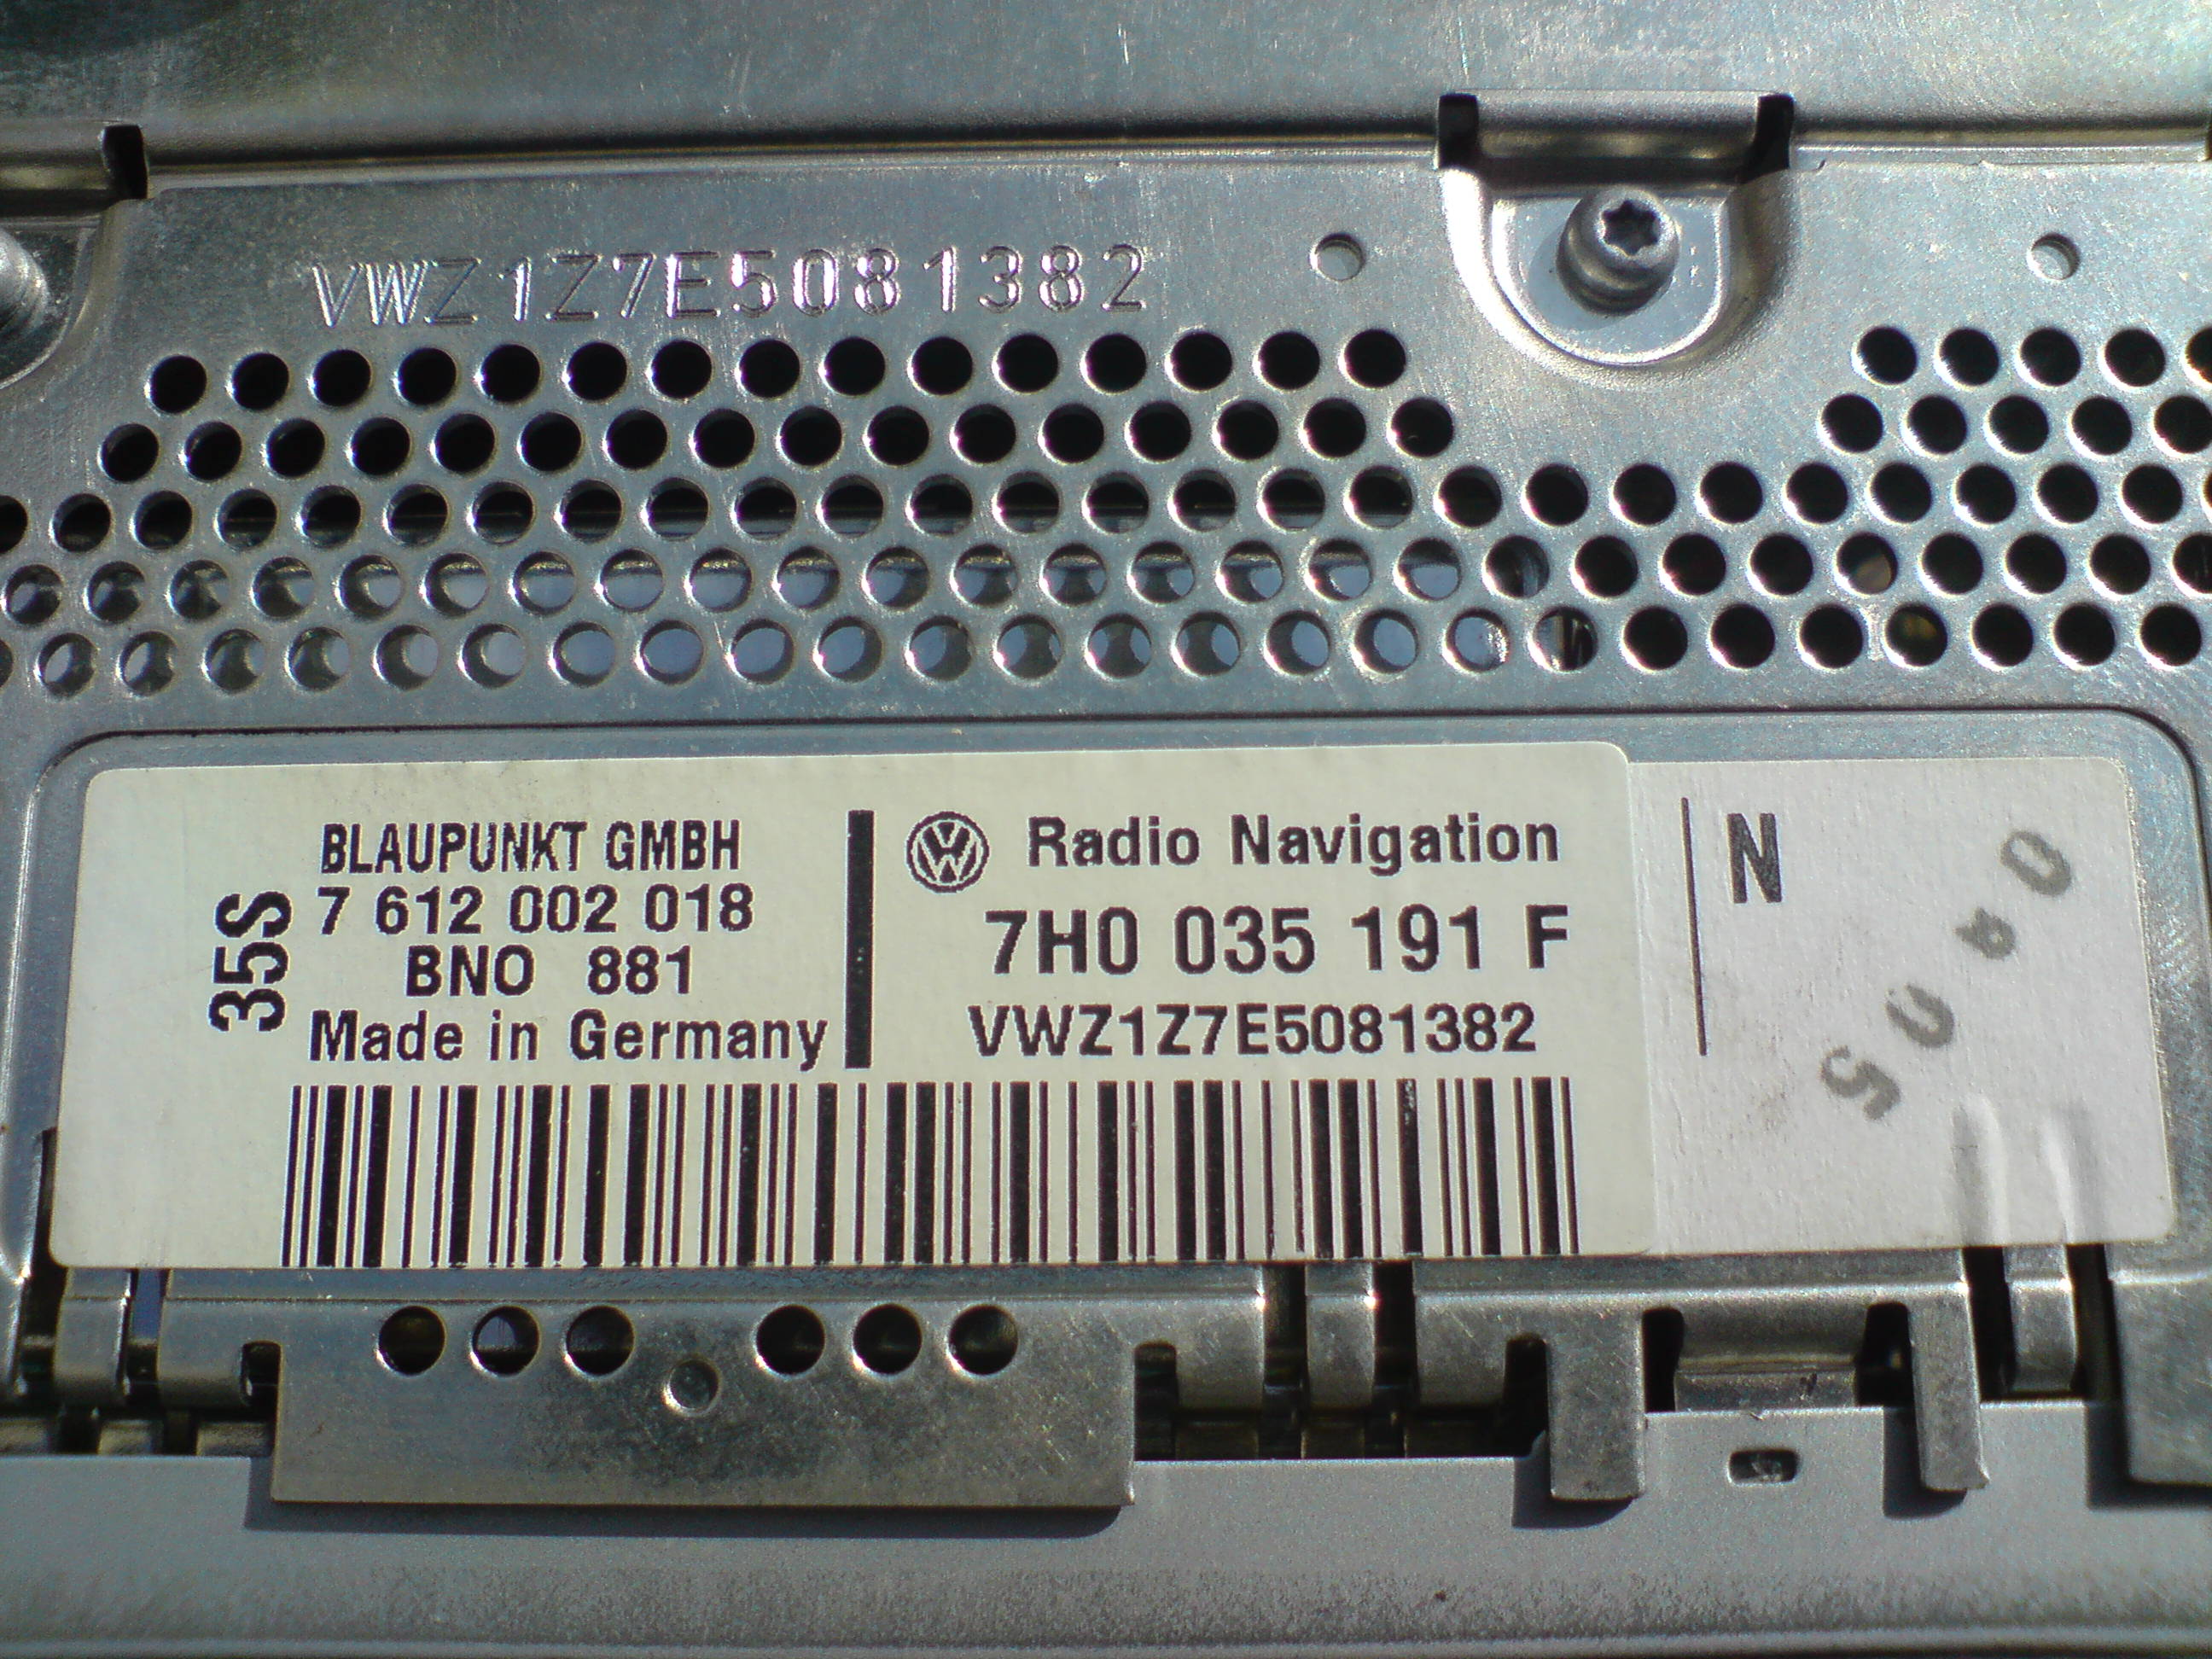 VWZ1Z7E5081382
35S
BLAUPUNKT GMBH
7 612 002 018
BNO 881
Made in Germany
Radio Navigation
7H0 035 191 F
VWZ1Z7E5081382
N